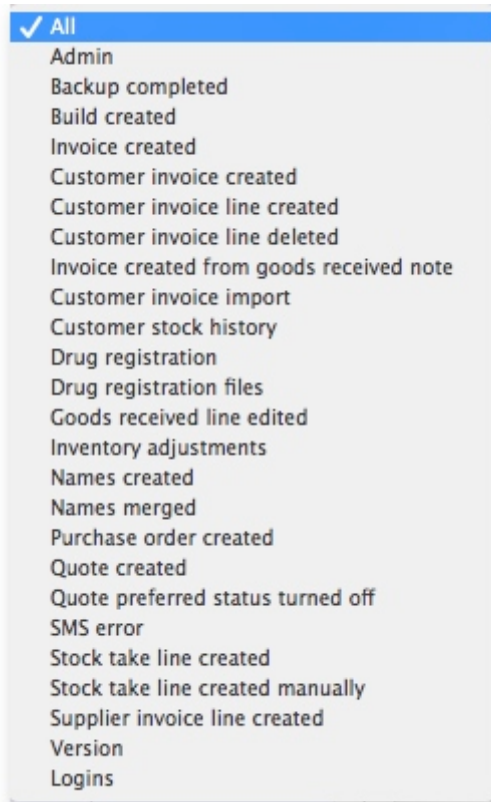 All
Admin
Backup completed
Build created
Invoice created
Customer invoice created
Customer invoice line created
Customer invoice line deleted
Invoice created from goods received note
Customer invoice import
Customer stock history
Drug registration
Drug registration files
Goods received line edited
Inventory adjustments
Names created
Names merged
Purchase order created
Quote created
Quote preferred status turned off
SMS error
Stock take line created
Stock take line created manually
Supplier invoice line created
Version
Logins